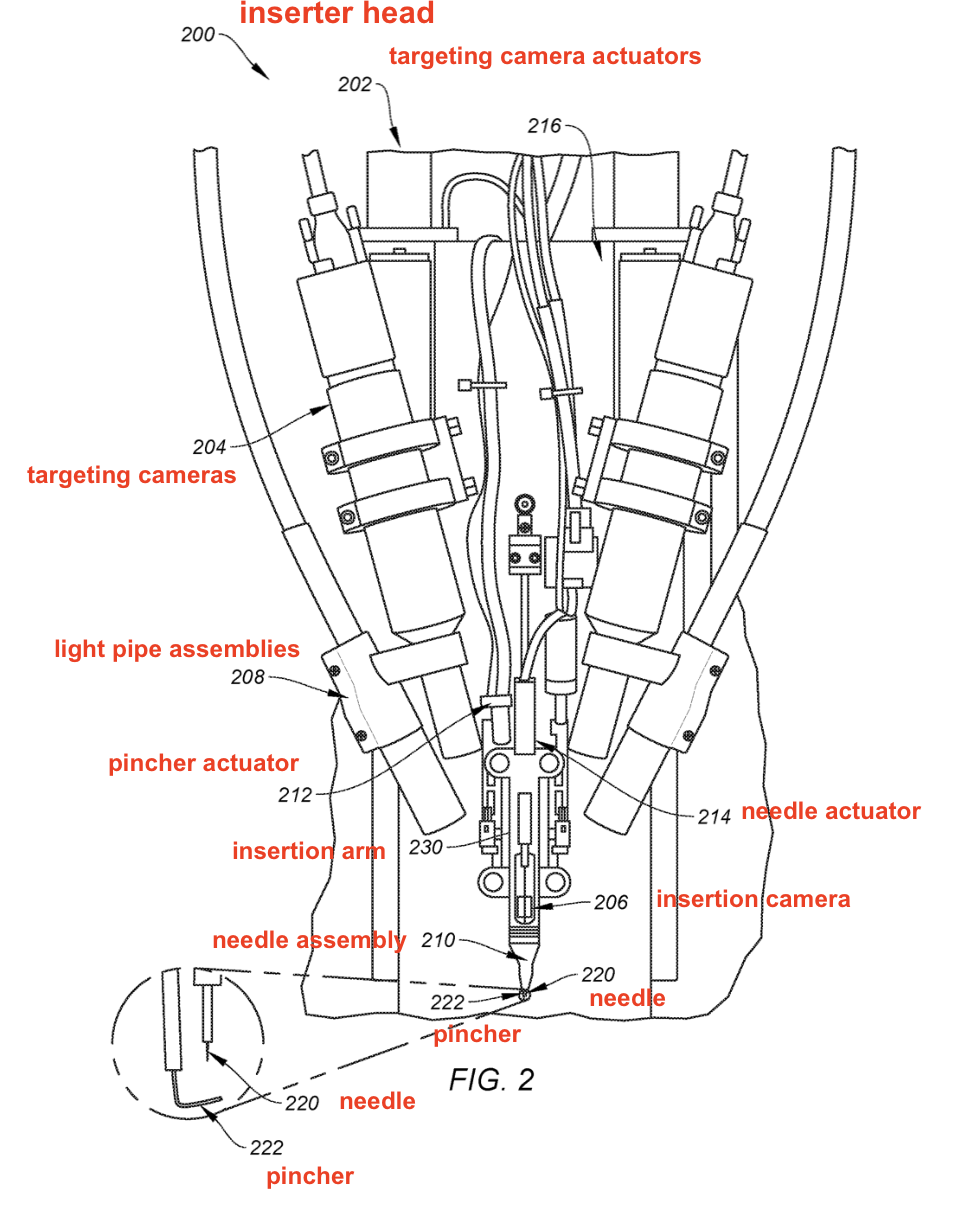 inserter head
200
targeting camera actuators
202
216
204
targeting cameras
light pipe assemblies
208
pincher actuator
212
214 needle actuator
insertion arm 230
206 insertion camera
needle assembly 210
220
222 needle
pincher
FIG. 2
220 needle
222
pincher